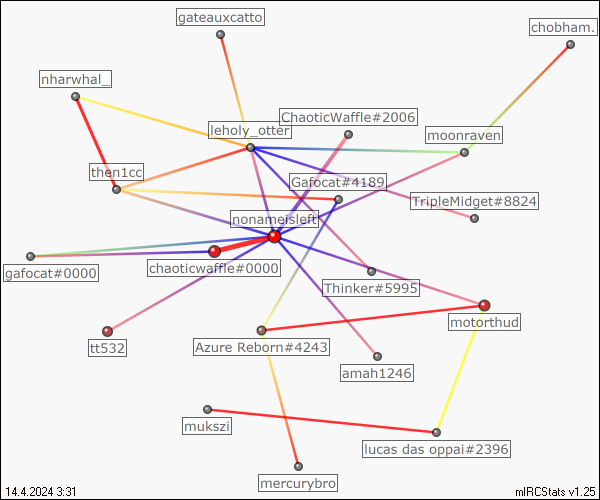 gateauxcatto
chobham.
nharwhal_
ChaoticWaffle#2006
leholy_otter
moonraven
then1cc
Gafocat#4189
TripleMidget#8824
nonameisleft
gafocat#0000
chaoticwaffle#0000
Thinker#5995
motorthud
tt532
Azure Reborn#4243
amah1246
mukszi
lucas das oppai#2396
mercurybro
14.4.2024 3:31
mIRCStats v1.25